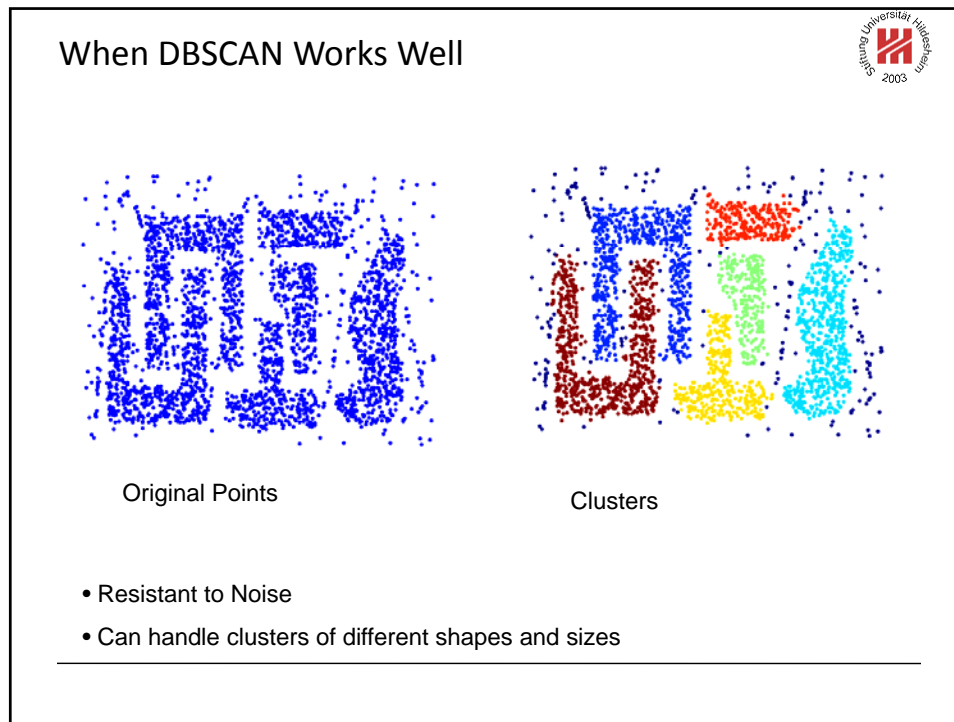 When DBSCAN Works Well
Stiftung Universität Hildesheim
2003
Original Points
Clusters
• Resistant to Noise
• Can handle clusters of different shapes and sizes